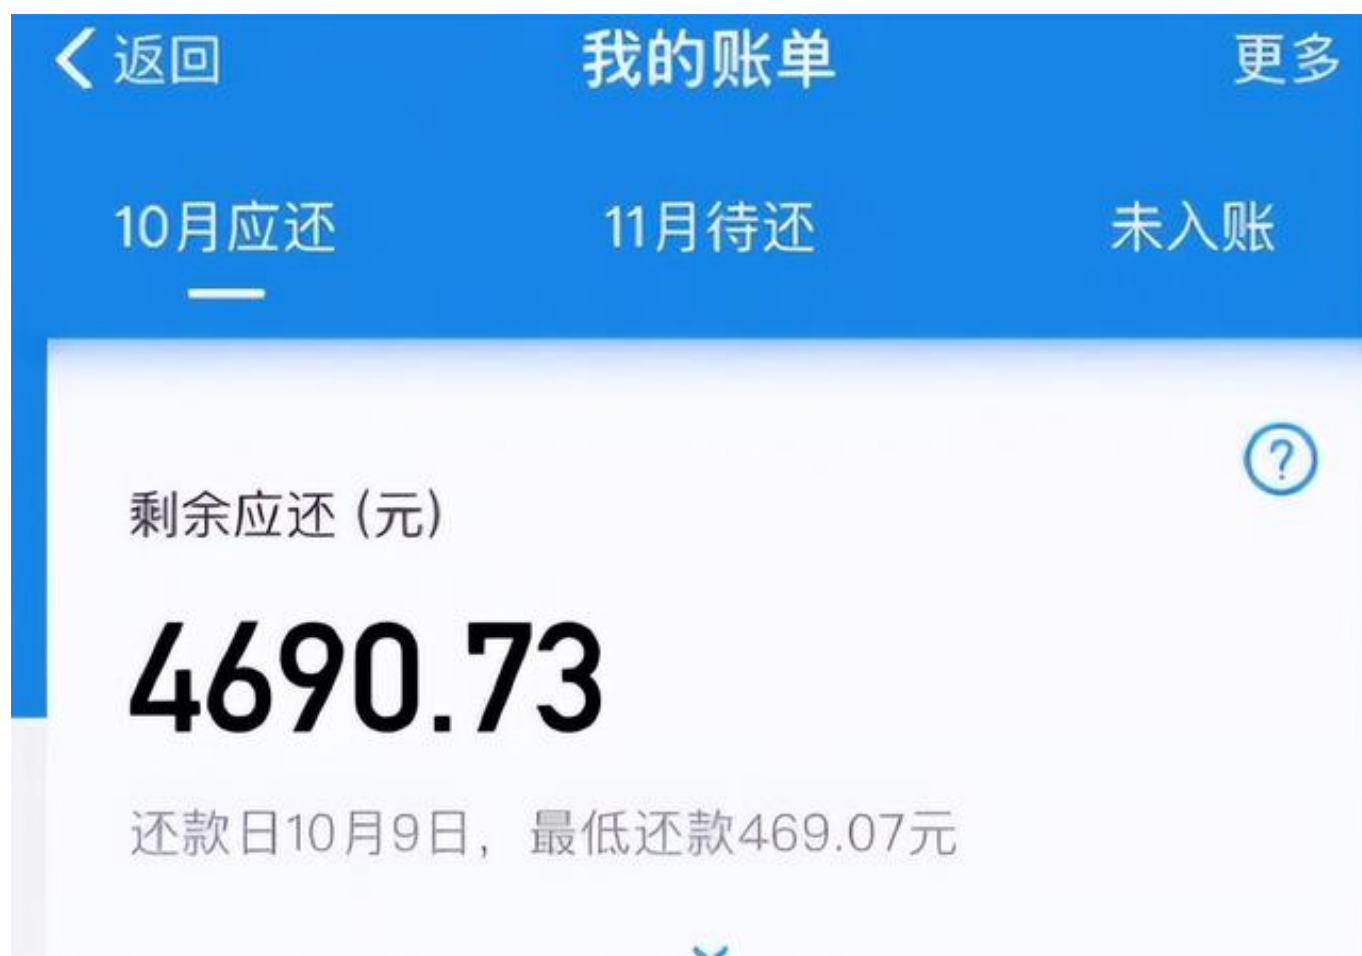 返回 我的账单 更多
10月应还 11月待还 未入账
剩余应还 (元)
4690.73
还款日10月9日，最低还款469.07元